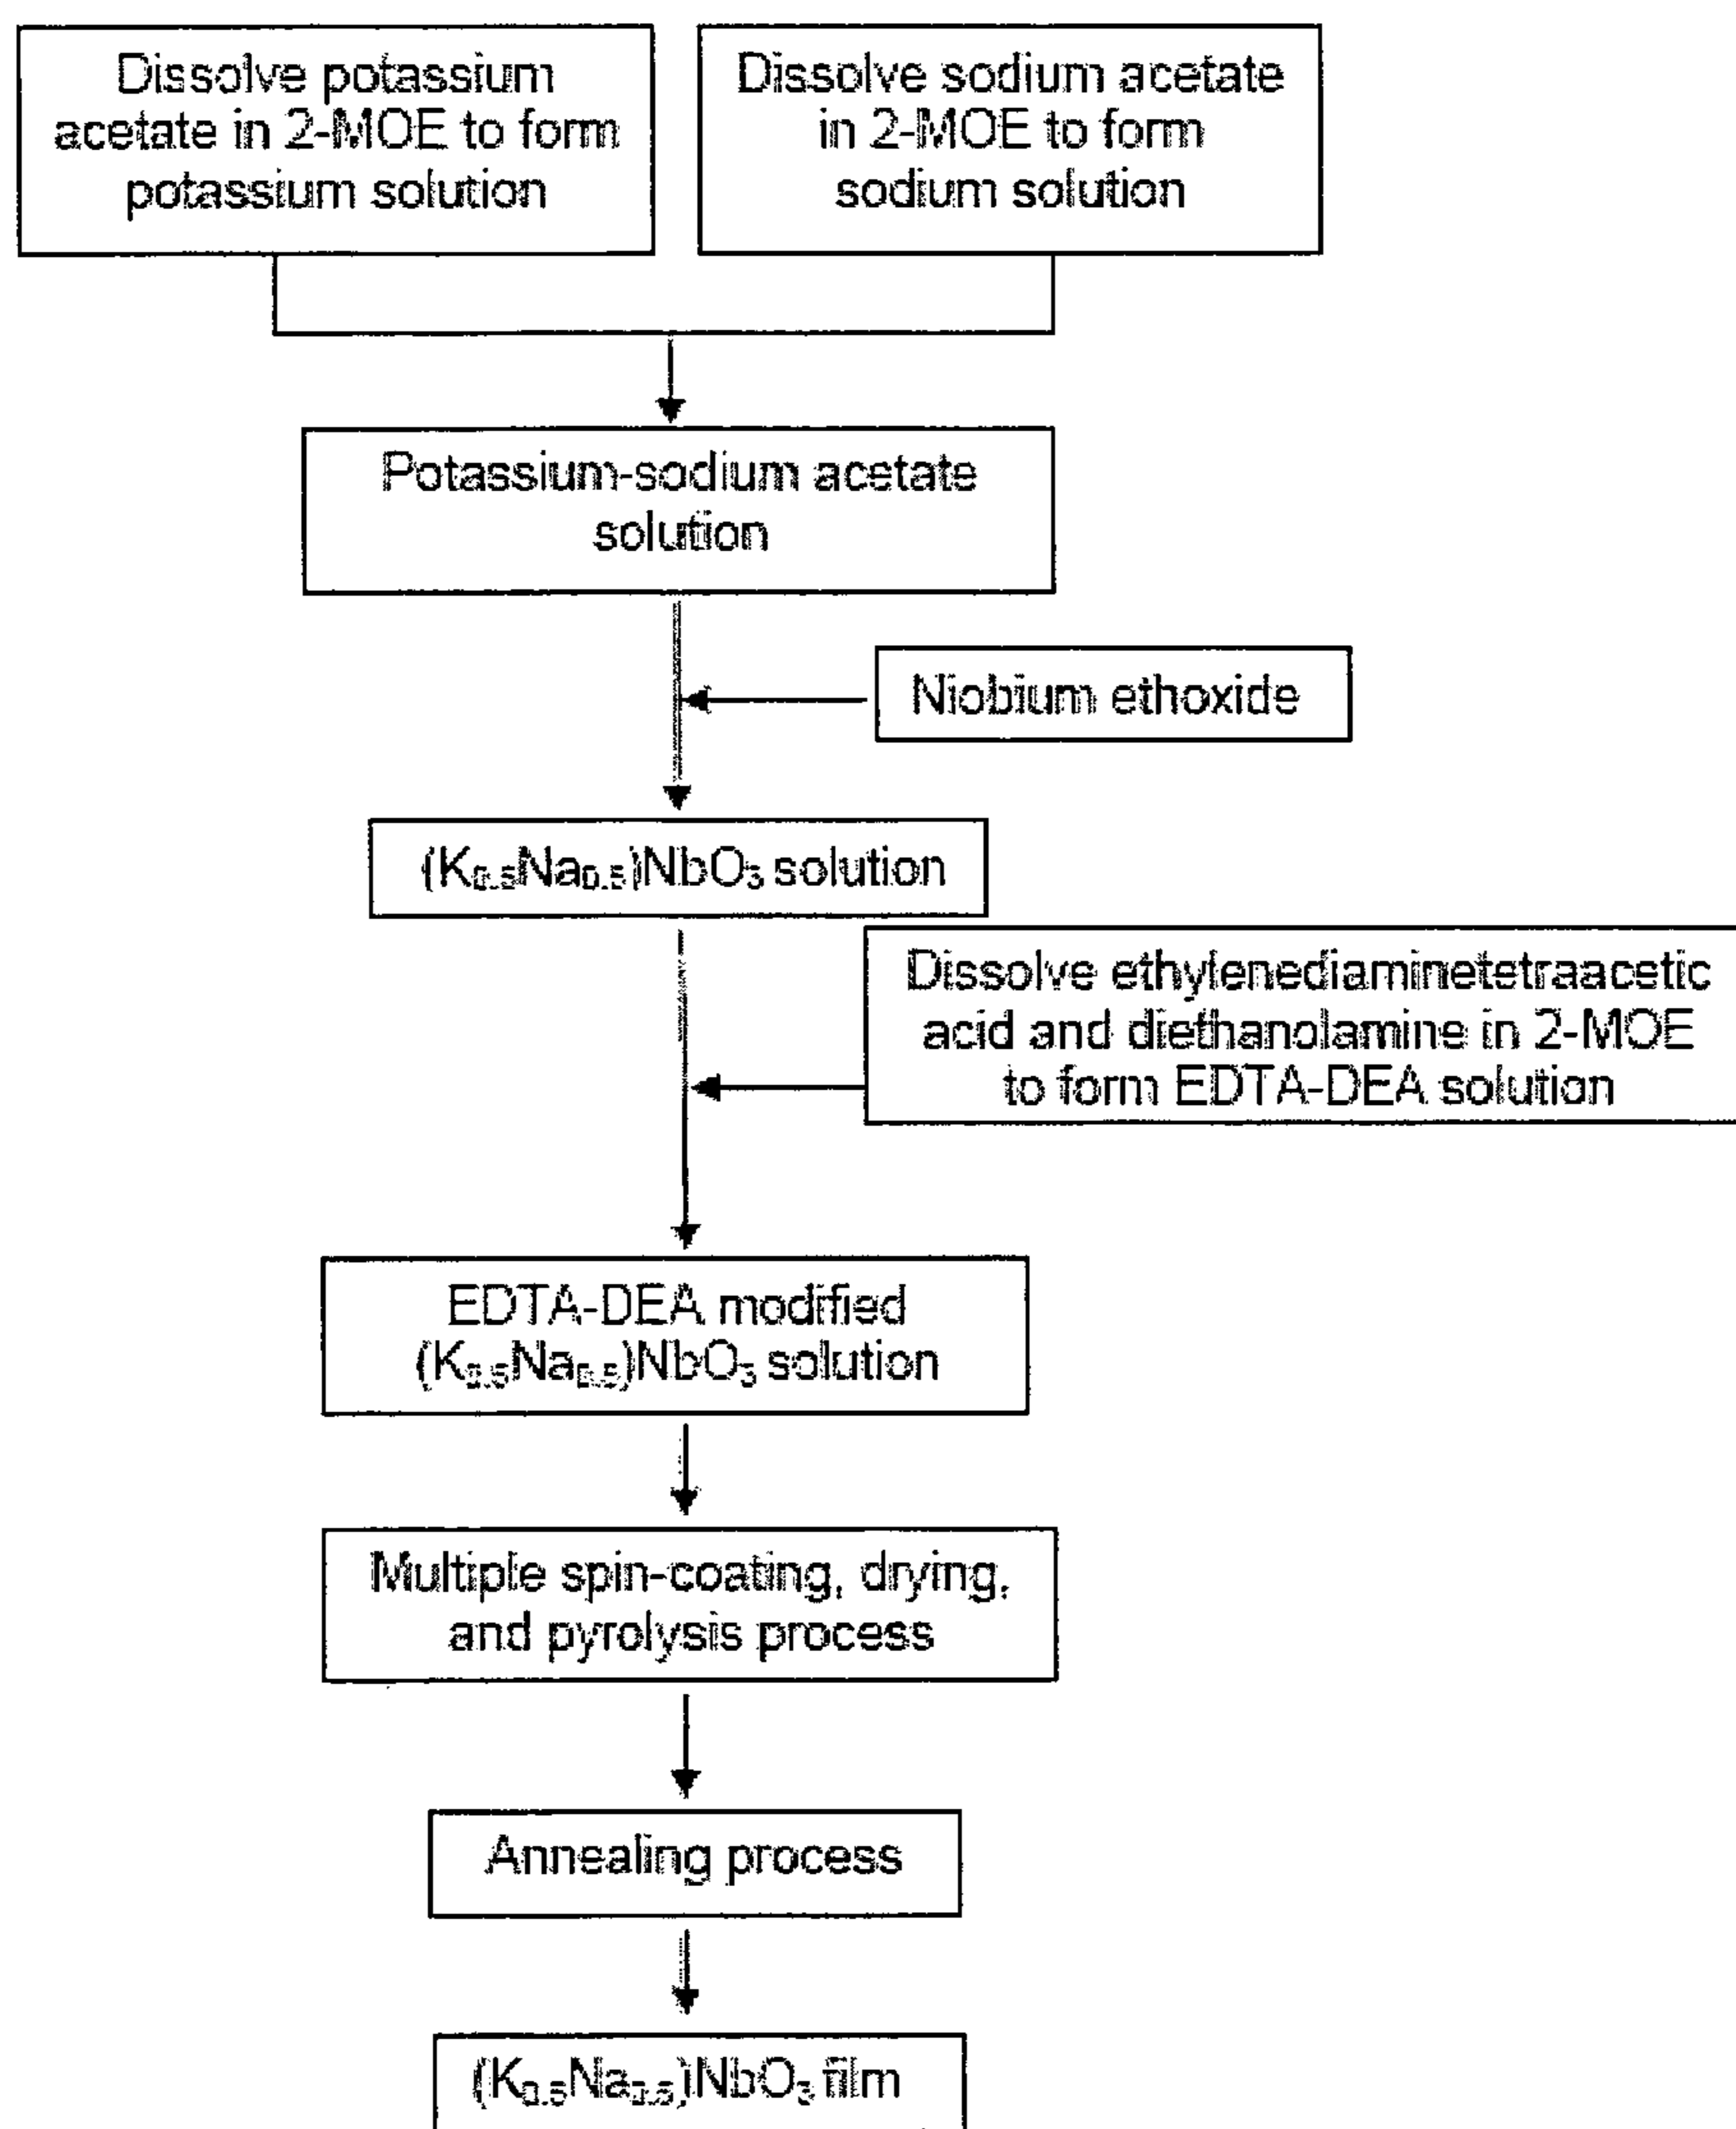 Dissolve potassium
acetate in 2-MOE to form
potassium solution
Dissolve sodium acetate
in 2-MOE to form
sodium solution
Potassium-sodium acetate
solution
Niobium ethoxide
(K₀.₅Na₀.₅)NbO₃ solution
Dissolve ethylenediaminetetraacetic
acid and diethanolamine in 2-MOE
to form EDTA-DEA solution
EDTA-DEA modified
(K₀.₅Na₀.₅)NbO₃ solution
Multiple spin-coating, drying,
and pyrolysis process
Annealing process
(K₀.₅Na₀.₅)NbO₃ film